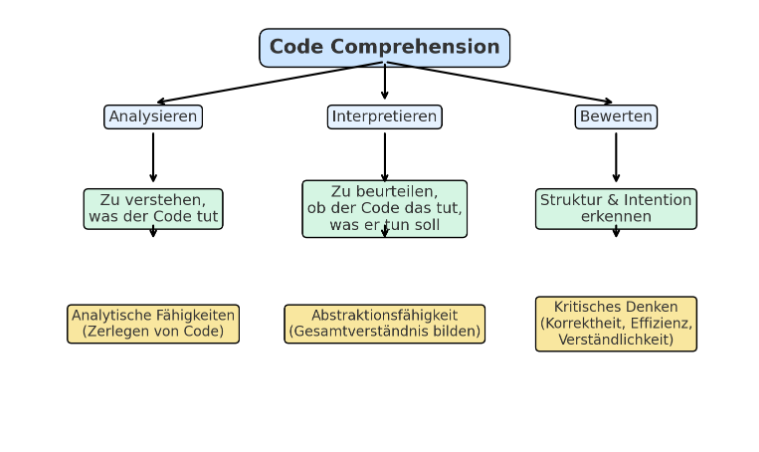 Code Comprehension
Analysieren
Interpretieren
Bewerten
Zu verstehen,
was der Code tut
Zu beurteilen,
ob der Code das tut,
was er tun soll
Struktur & Intention
erkennen
Analytische Fähigkeiten
(Zerlegen von Code)
Abstraktionsfähigkeit
(Gesamtverständnis bilden)
Kritisches Denken
(Korrektheit, Effizienz,
Verständlichkeit)